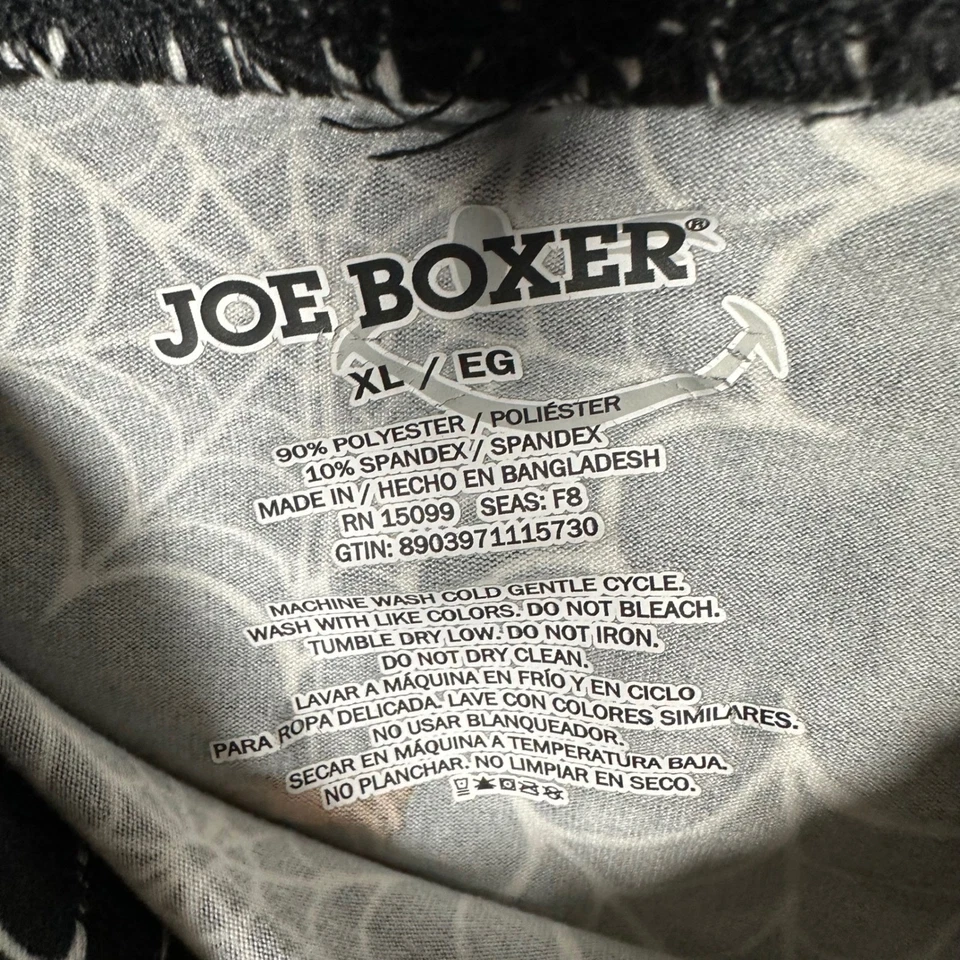 JOE BOXER®
XL / EG
90% POLYESTER / POLIÉSTER
10% SPANDEX / SPANDEX
MADE IN / HECHO EN BANGLADESH
RN 15099 SEAS: F8
GTIN: 8903971115730
MACHINE WASH COLD GENTLE CYCLE.
WASH WITH LIKE COLORS. DO NOT BLEACH.
TUMBLE DRY LOW. DO NOT IRON.
DO NOT DRY CLEAN.
LAVAR A MÁQUINA EN FRÍO Y EN CICLO
PARA ROPA DELICADA. LAVE CON COLORES SIMILARES.
NO USAR BLANQUEADOR.
SECAR EN MÁQUINA A TEMPERATURA BAJA.
NO PLANCHAR. NO LIMPIAR EN SECO.